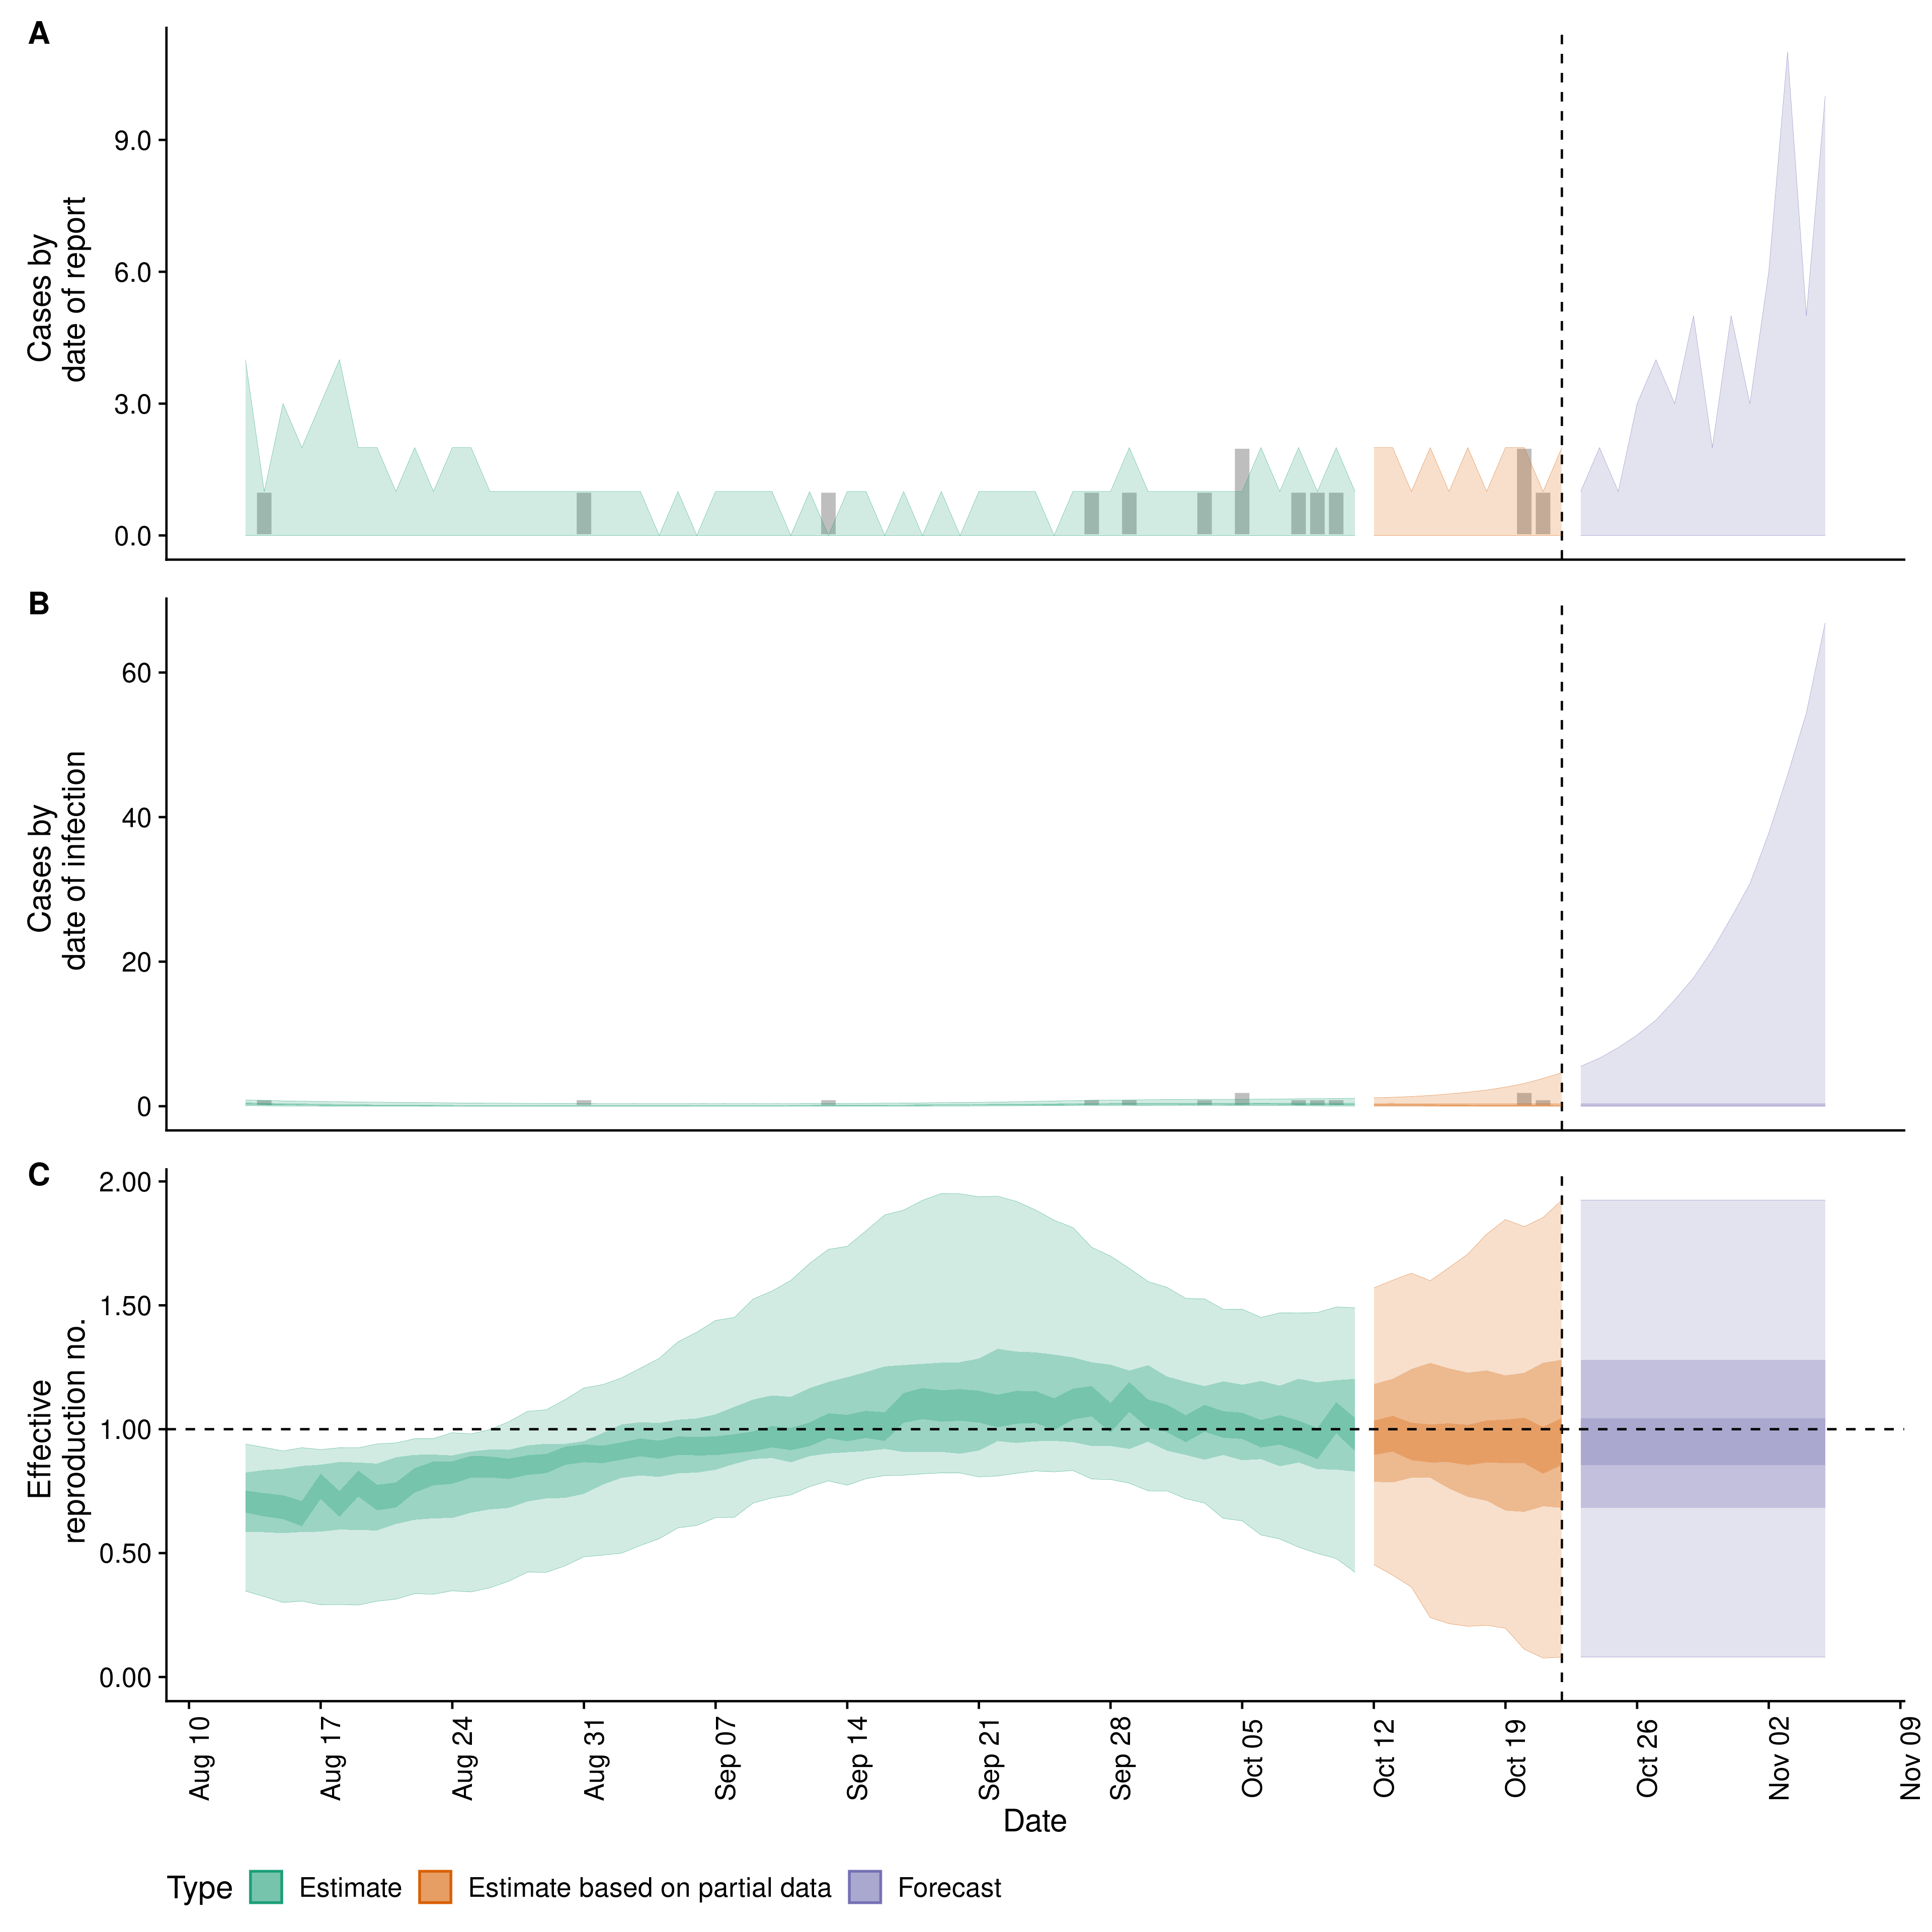 A
Cases by
date of report
9.0
6.0
3.0
0.0
B
Cases by
date of infection
60
40
20
0
C
Effective
reproduction no.
2.00
1.50
1.00
0.50
0.00
Aug 10
Aug 17
Aug 24
Aug 31
Sep 07
Sep 14
Sep 21
Sep 28
Oct 05
Oct 12
Oct 19
Oct 26
Nov 02
Nov 09
Date
Type Estimate Estimate based on partial data Forecast